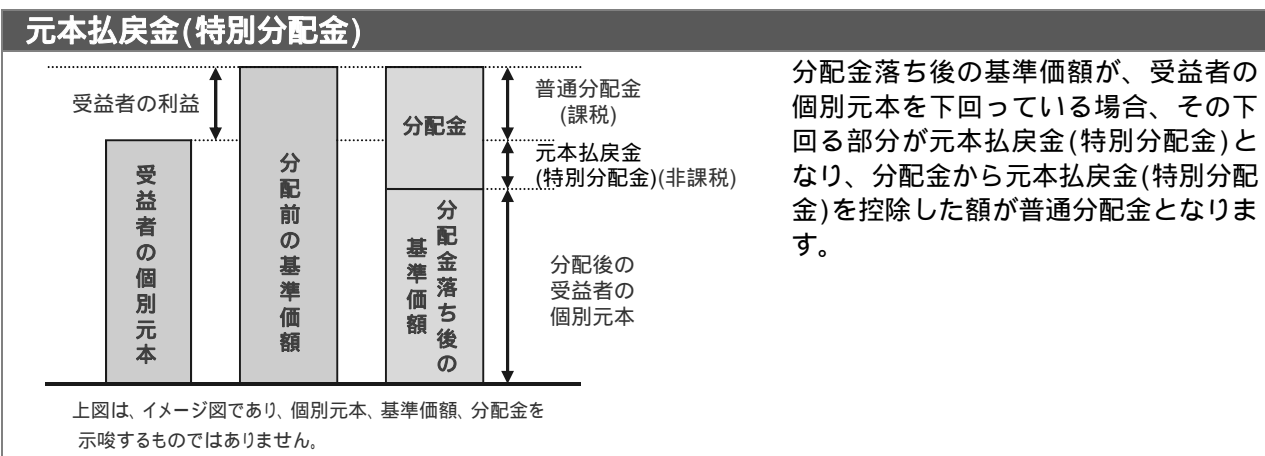 元本払戻金(特別分配金)
受益者の利益
受益者の個別元本
分配前の基準価額
分配金
分配金落ち後の
基準価額
普通分配金
(課税)
元本払戻金
(特別分配金)(非課税)
分配後の
受益者の
個別元本
上図は、イメージ図であり、個別元本、基準価額、分配金を
示唆するものではありません。
分配金落ち後の基準価額が、受益者の
個別元本を下回っている場合、その下
回る部分が元本払戻金(特別分配金)と
なり、分配金から元本払戻金(特別分配
金)を控除した額が普通分配金となりま
す。